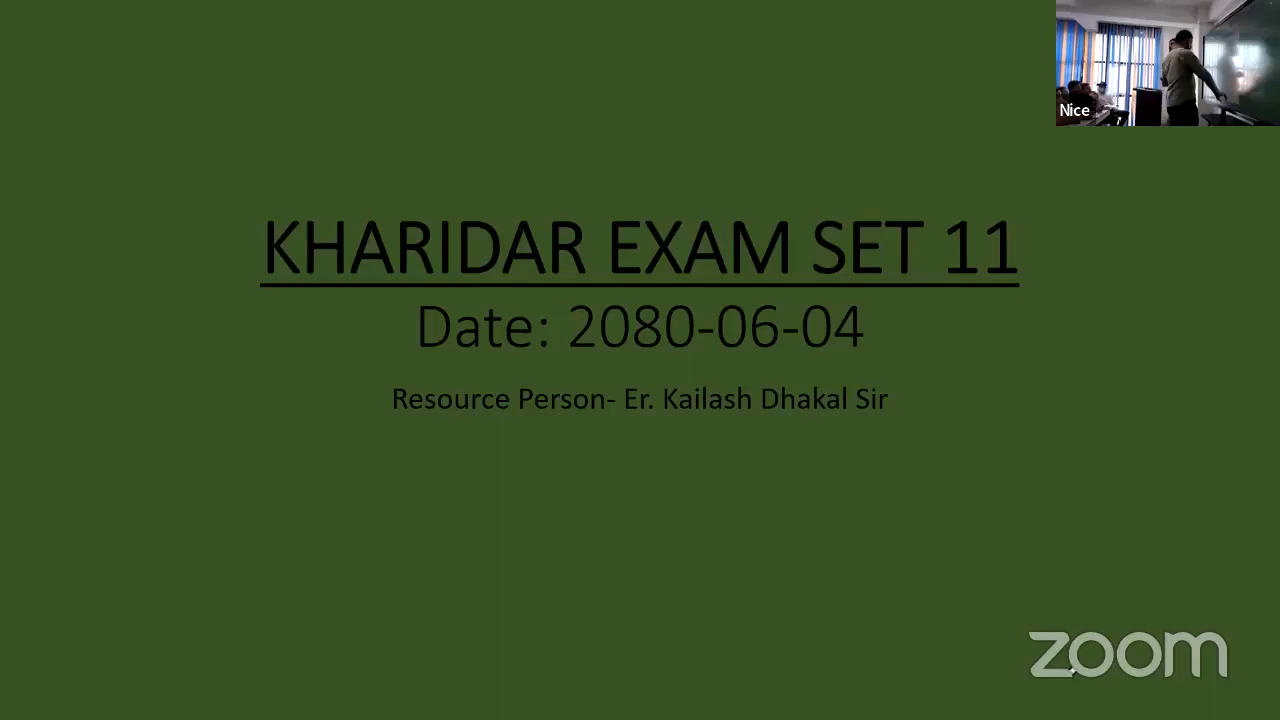 Nice
KHARIDAR EXAM SET 11
Date: 2080-06-04
Resource Person- Er. Kailash Dhakal Sir
zoom